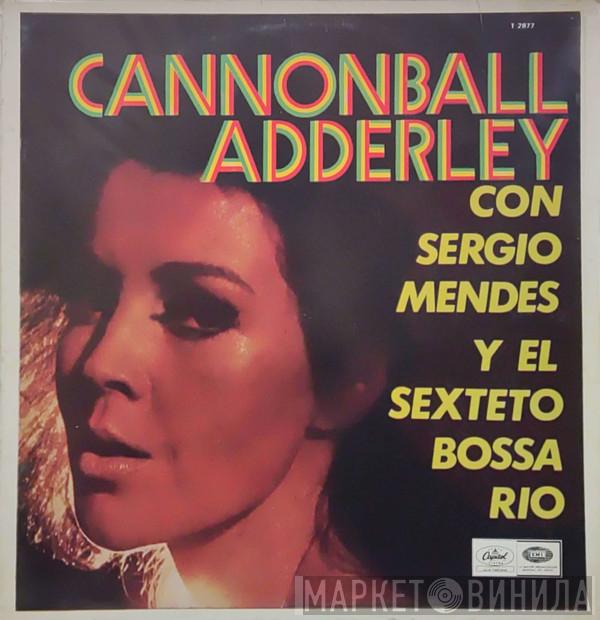 T 2877
CANNONBALL
ADDERLEY
CON
SERGIO
MENDES
Y EL
SEXTETO
BOSSA
RIO
Capitol
EMI
МАРКЕТ ВИНИЛА